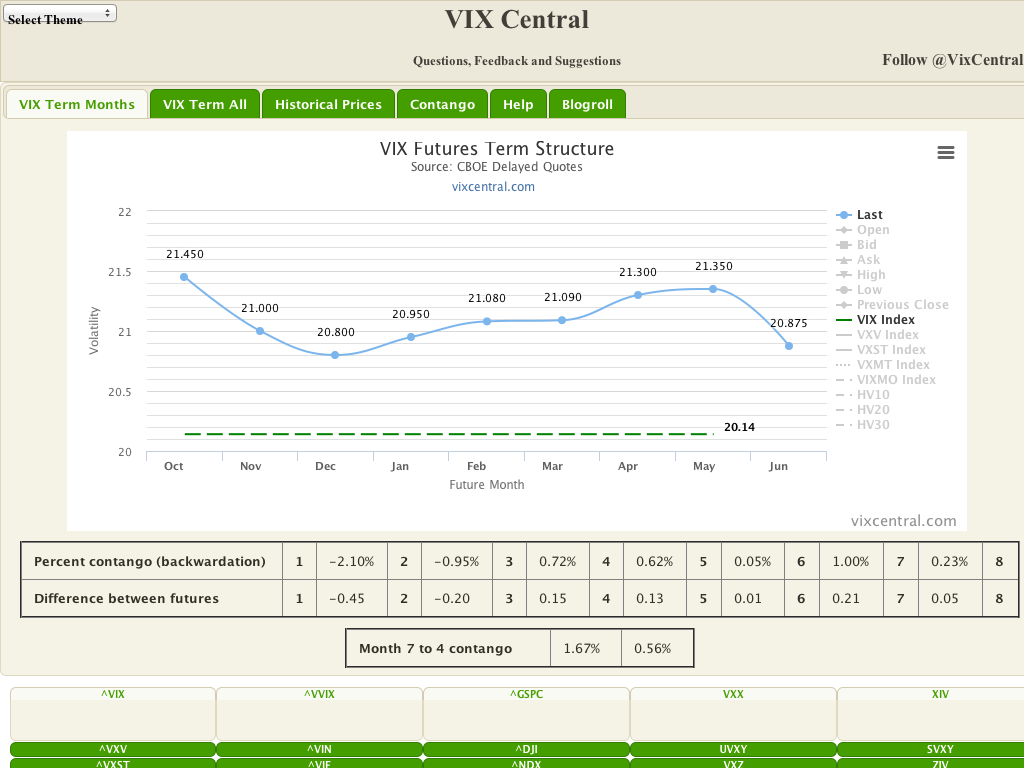 Select Theme
VIX Central
Questions, Feedback and Suggestions
Follow @VixCentral
VIX Term Months VIX Term All Historical Prices Contango Help Blogroll
VIX Futures Term Structure
Source: CBOE Delayed Quotes
vixcentral.com
Volatility
22
21.5
21
20.5
20
21.450
21.000
20.800
20.950
21.080
21.090
21.300
21.350
20.875
20.14
Oct Nov Dec Jan Feb Mar Apr May Jun
Future Month
Last
Open
Bid
Ask
High
Low
Previous Close
VIX Index
VXV Index
VXST Index
VXMT Index
VIXMO Index
HV10
HV20
HV30
vixcentral.com
Percent contango (backwardation) 1 -2.10% 2 -0.95% 3 0.72% 4 0.62% 5 0.05% 6 1.00% 7 0.23% 8
Difference between futures 1 -0.45 2 -0.20 3 0.15 4 0.13 5 0.01 6 0.21 7 0.05 8
Month 7 to 4 contango 1.67% 0.56%
^VIX ^VVIX ^GSPC VXX XIV
^VXV ^VIN ^DJI UVXY SVXY
^VXST ^VIF ^NDX VXZ ZIV